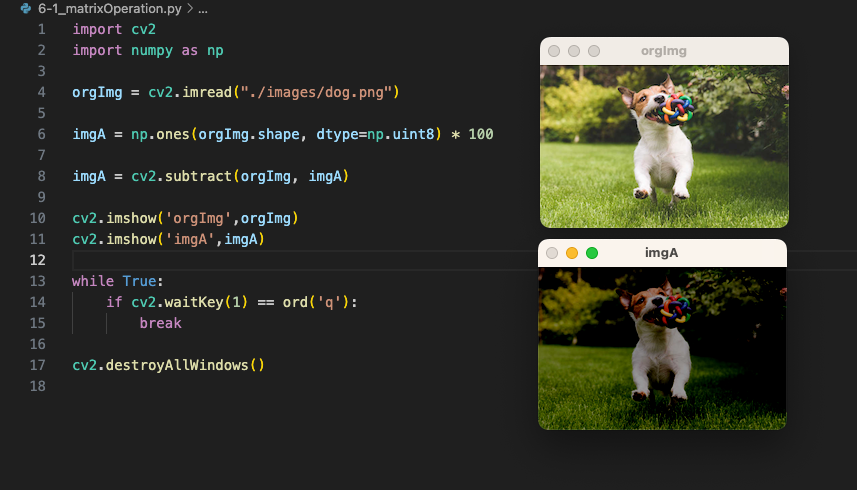 6-1_matrixOperation.py > ...
1 import cv2
2 import numpy as np
3
4 orgImg = cv2.imread("./images/dog.png")
5
6 imgA = np.ones(orgImg.shape, dtype=np.uint8) * 100
7
8 imgA = cv2.subtract(orgImg, imgA)
9
10 cv2.imshow('orgImg',orgImg)
11 cv2.imshow('imgA',imgA)
12
13 while True:
14     if cv2.waitKey(1) == ord('q'):
15         break
16
17 cv2.destroyAllWindows()
18
orgImg
imgA